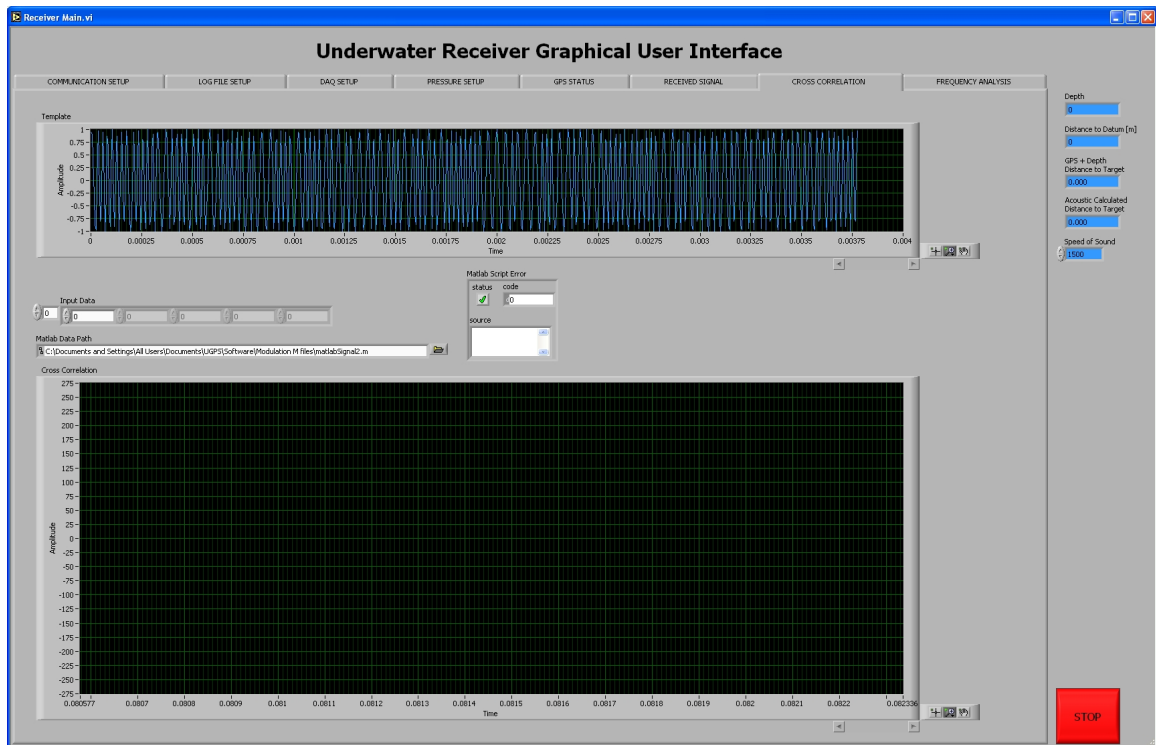 Receiver Main.vi
Underwater Receiver Graphical User Interface
COMMUNICATION SETUP LOG FILE SETUP DAQ SETUP PRESSURE SETUP GPS STATUS RECEIVED SIGNAL CROSS CORRELATION FREQUENCY ANALYSIS
Template
1
0.75
0.5
0.25
0
-0.25
-0.5
-0.75
-1
Amplitude
0 0.00025 0.0005 0.00075 0.001 0.00125 0.0015 0.00175 0.002 0.00225 0.0025 0.00275 0.003 0.00325 0.0035 0.00375 0.004
Time
Depth
0
Distance to Datum [m]
0
GPS + Depth
Distance to Target
0.000
Acoustic Calculated
Distance to Target
0.000
Speed of Sound
1500
Matlab Script Error
status code
0
source
Input Data
0 0 0 0 0 0
Matlab Data Path
C:\Documents and Settings\All Users\Documents\UGPS\Software\Modulation M files\matlabSignal2.m
Cross Correlation
275
250
225
200
175
150
125
100
75
50
25
0
-25
-50
-75
-100
-125
-150
-175
-200
-225
-250
-275
Amplitude
0.080577 0.0807 0.0808 0.0809 0.081 0.0811 0.0812 0.0813 0.0814 0.0815 0.0816 0.0817 0.0818 0.0819 0.082 0.0821 0.0822 0.082336
Time
STOP